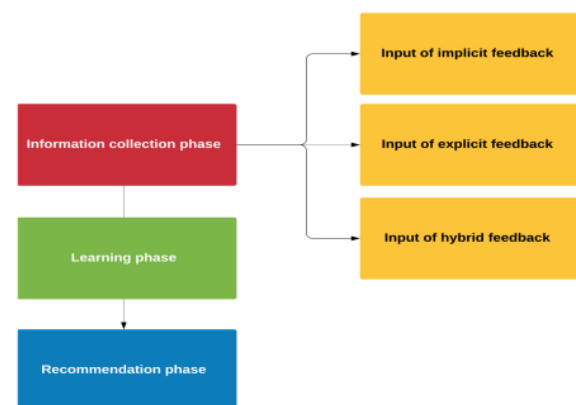 Input of implicit feedback
Information collection phase
Input of explicit feedback
Input of hybrid feedback
Learning phase
Recommendation phase